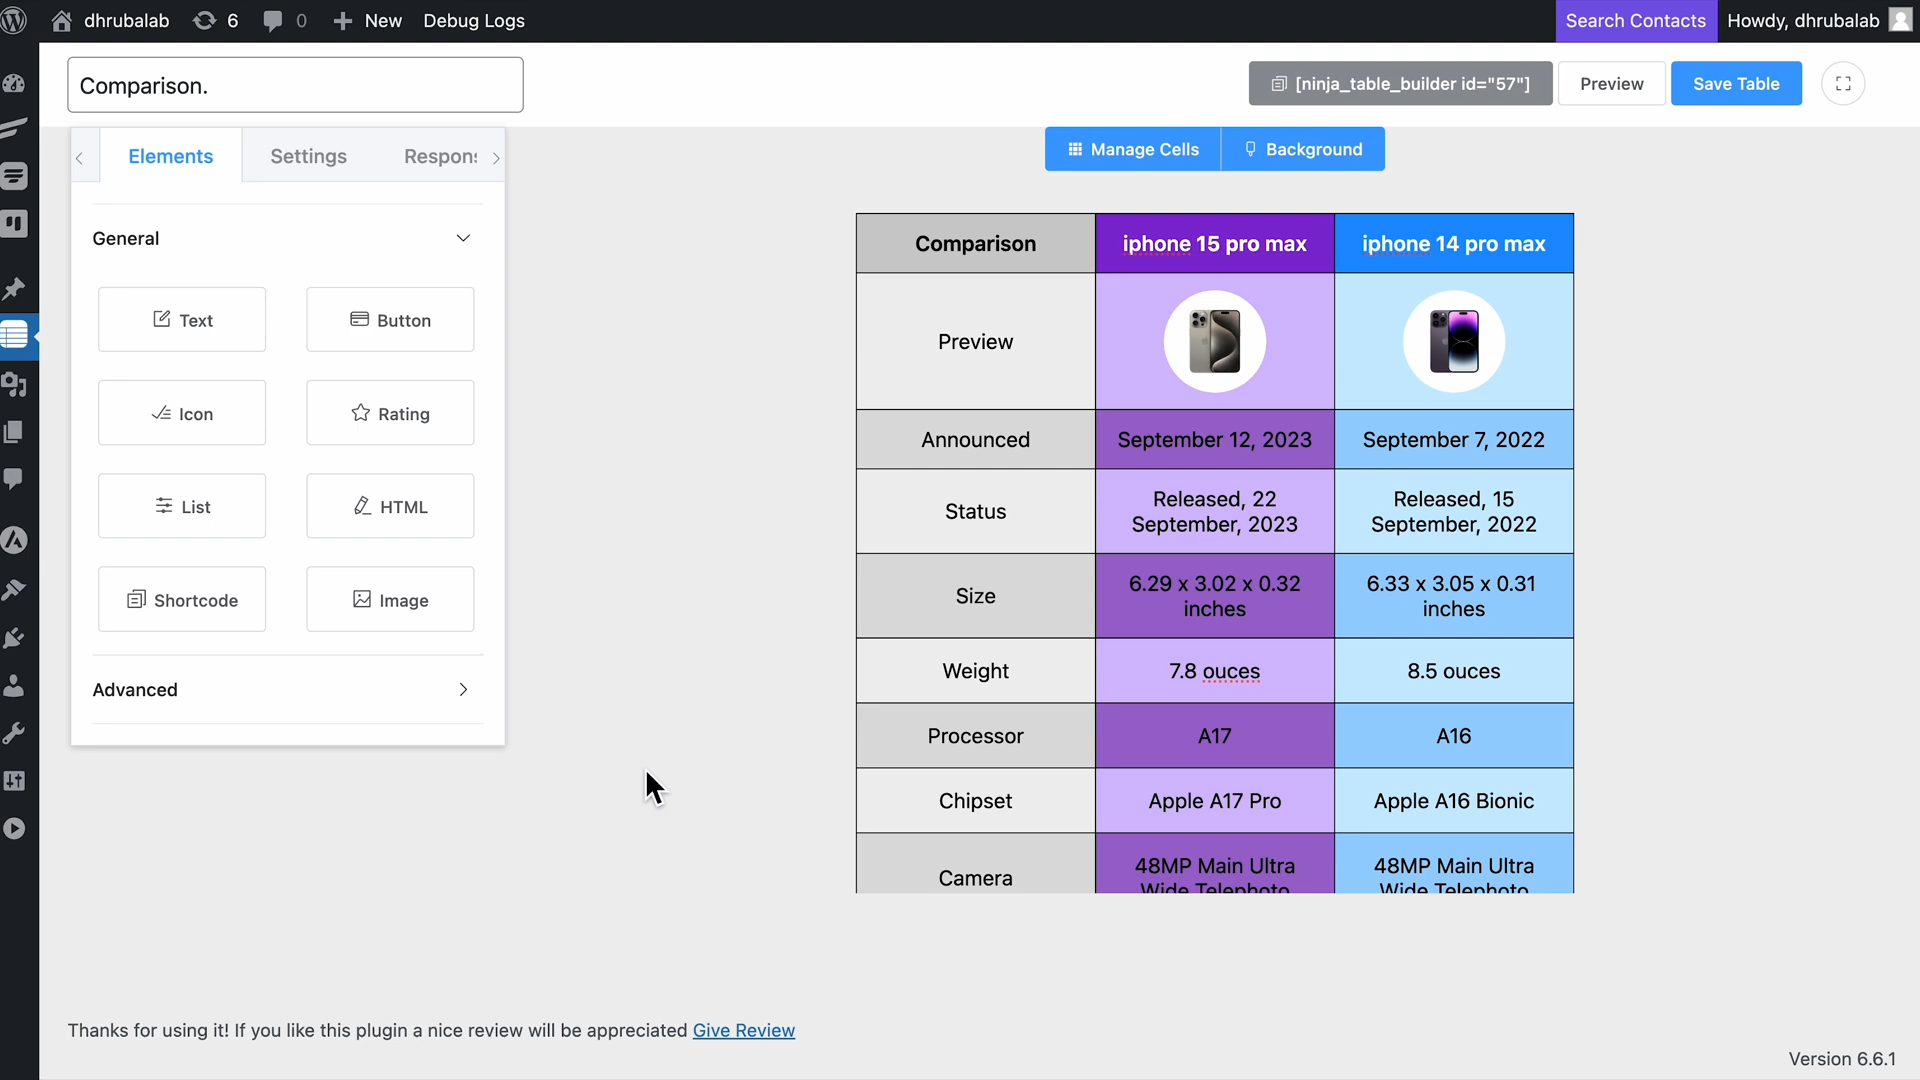 dhrubalab 6 0 New Debug Logs Search Contacts Howdy, dhrubalab
Comparison. [ninja_table_builder id="57"] Preview Save Table
Elements Settings Respons
Manage Cells Background
General
Text Button
Icon Rating
List HTML
Shortcode Image
Advanced
Comparison iphone 15 pro max iphone 14 pro max
Preview
Announced September 12, 2023 September 7, 2022
Status
Released, 22
September, 2023
Released, 15
September, 2022
Size
6.29 x 3.02 x 0.32
inches
6.33 x 3.05 x 0.31
inches
Weight 7.8 ouces 8.5 ouces
Processor A17 A16
Chipset Apple A17 Pro Apple A16 Bionic
Camera
48MP Main Ultra
Wide Telephoto
48MP Main Ultra
Wide Telephoto
Thanks for using it! If you like this plugin a nice review will be appreciated Give Review
Version 6.6.1